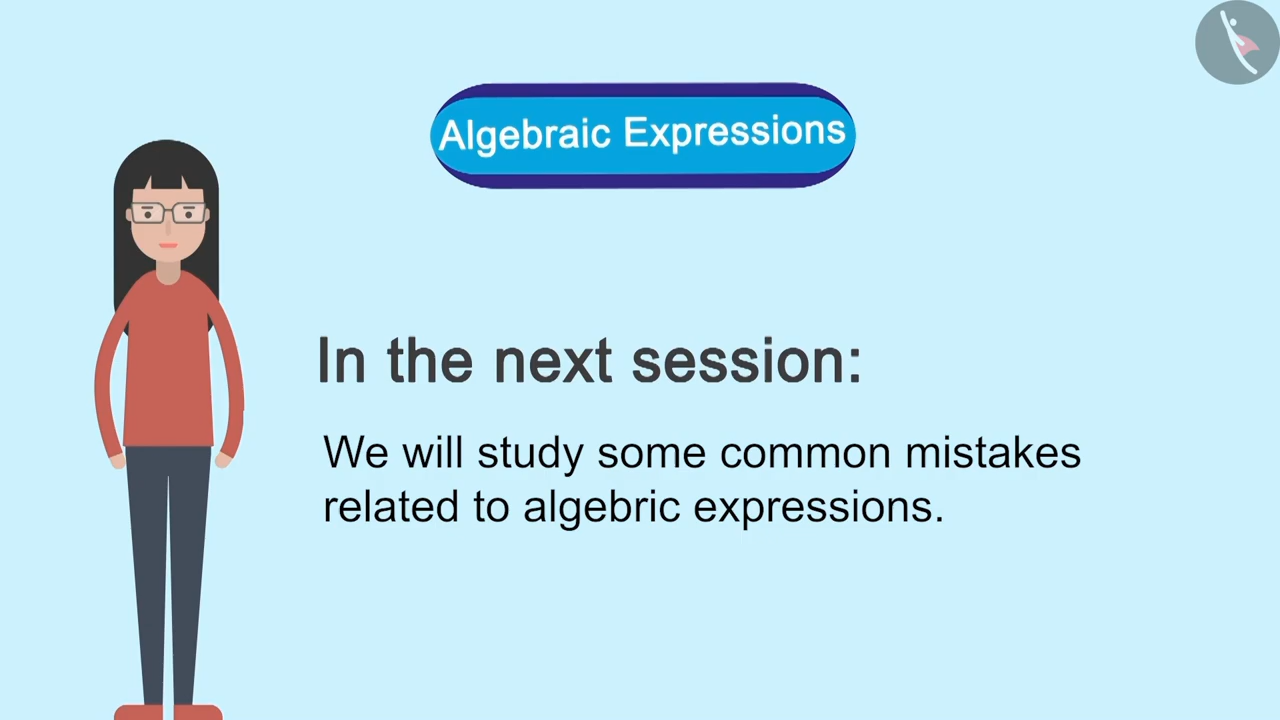 Algebraic Expressions
In the next session:
We will study some common mistakes
related to algebric expressions.